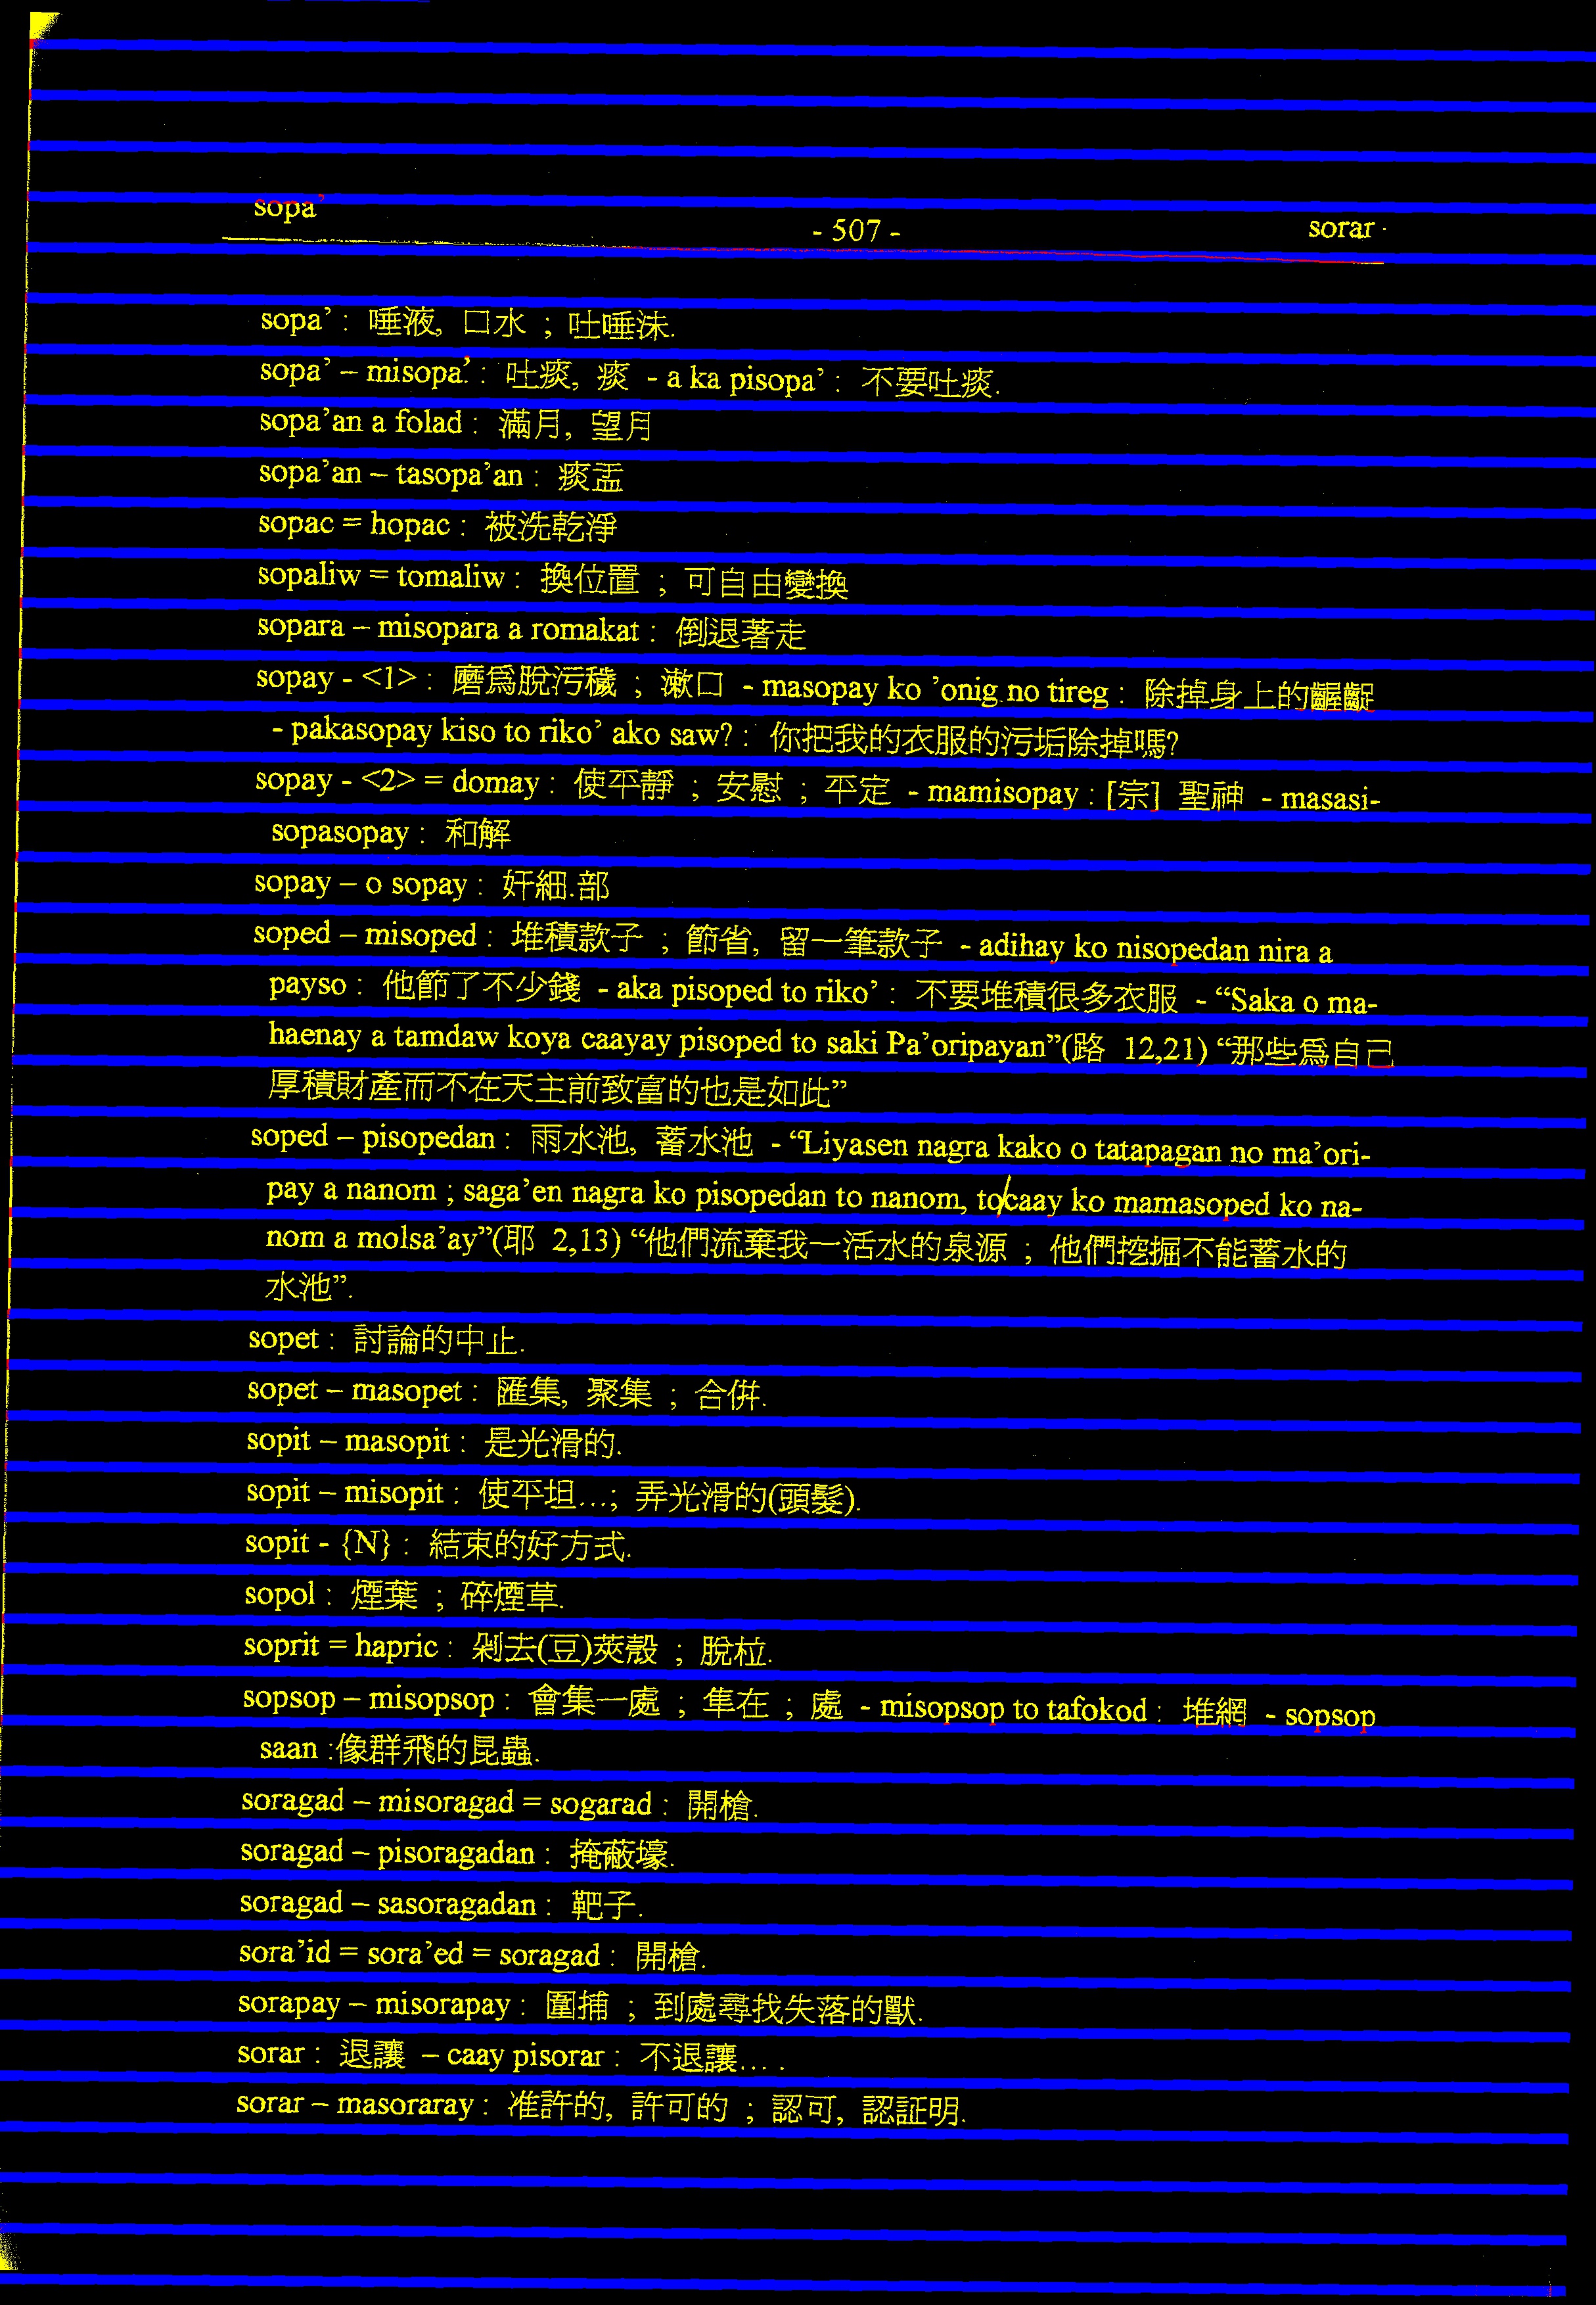 sopa’ - 507 - sorar
sopa’ : 唾液, 口水 ; 吐唾沫.
sopa’ – misopa’ : 吐痰, 痰 - a ka pisopa’ : 不要吐痰.
sopa’an a folad : 滿月, 望月
sopa’an – tasopa’an : 痰盂
sopac = hopac : 被洗乾淨
sopaliw = tomaliw : 換位置 ; 可自由變換
sopara – misopara a romakat : 倒退著走
sopay - <1> : 磨爲脫污穢 ; 漱口 - masopay ko ’onig no tireg : 除掉身上的齷齪
- pakasopay kiso to riko’ ako saw? : 你把我的衣服的污垢除掉嗎?
sopay - <2> = domay : 使平靜 ; 安慰 ; 平定 - mamisopay : [宗] 聖神 - masasi-
sopasopay : 和解
sopay – o sopay : 奸細.部
soped – misoped : 堆積款子 ; 節省, 留一筆款子 - adihay ko nisopedan nira a
payso : 他節了不少錢 - aka pisoped to riko’ : 不要堆積很多衣服 - “Saka o ma-
haenay a tamdaw koya caayay pisoped to saki Pa’oripayan”(路 12,21) “那些爲自己
厚積財產而不在天主前致富的也是如此”
soped – pisopedan : 雨水池, 蓄水池 - “Liyasen nagra kako o tatapagan no ma’ori-
pay a nanom ; saga’en nagra ko pisopedan to nanom, to/caay ko mamasoped ko na-
nom a molsa’ay”(耶 2,13) “他們流棄我一活水的泉源 ; 他們挖掘不能蓄水的
水池”.
sopet : 討論的中止.
sopet – masopet : 匯集, 聚集 ; 合併.
sopit – masopit : 是光滑的.
sopit – misopit : 使平坦...; 弄光滑的(頭髮).
sopit - {N} : 結束的好方式.
sopol : 煙葉 ; 碎煙草.
soprit = hapric : 剁去(豆)莢殼 ; 脫粒.
sopsop – misopsop : 會集一處 ; 隼在 ; 處 - misopsop to tafokod : 堆網 - sopsop
saan :像群飛的昆蟲.
soragad – misoragad = sogarad : 開槍.
soragad – pisoragadan : 掩蔽壕.
soragad – sasoragadan : 靶子.
sora’id = sora’ed = soragad : 開槍.
sorapay – misorapay : 圍捕 ; 到處尋找失落的獸.
sorar : 退讓 – caay pisorar : 不退讓... .
sorar – masoraray : 准許的, 許可的 ; 認可, 認証明.